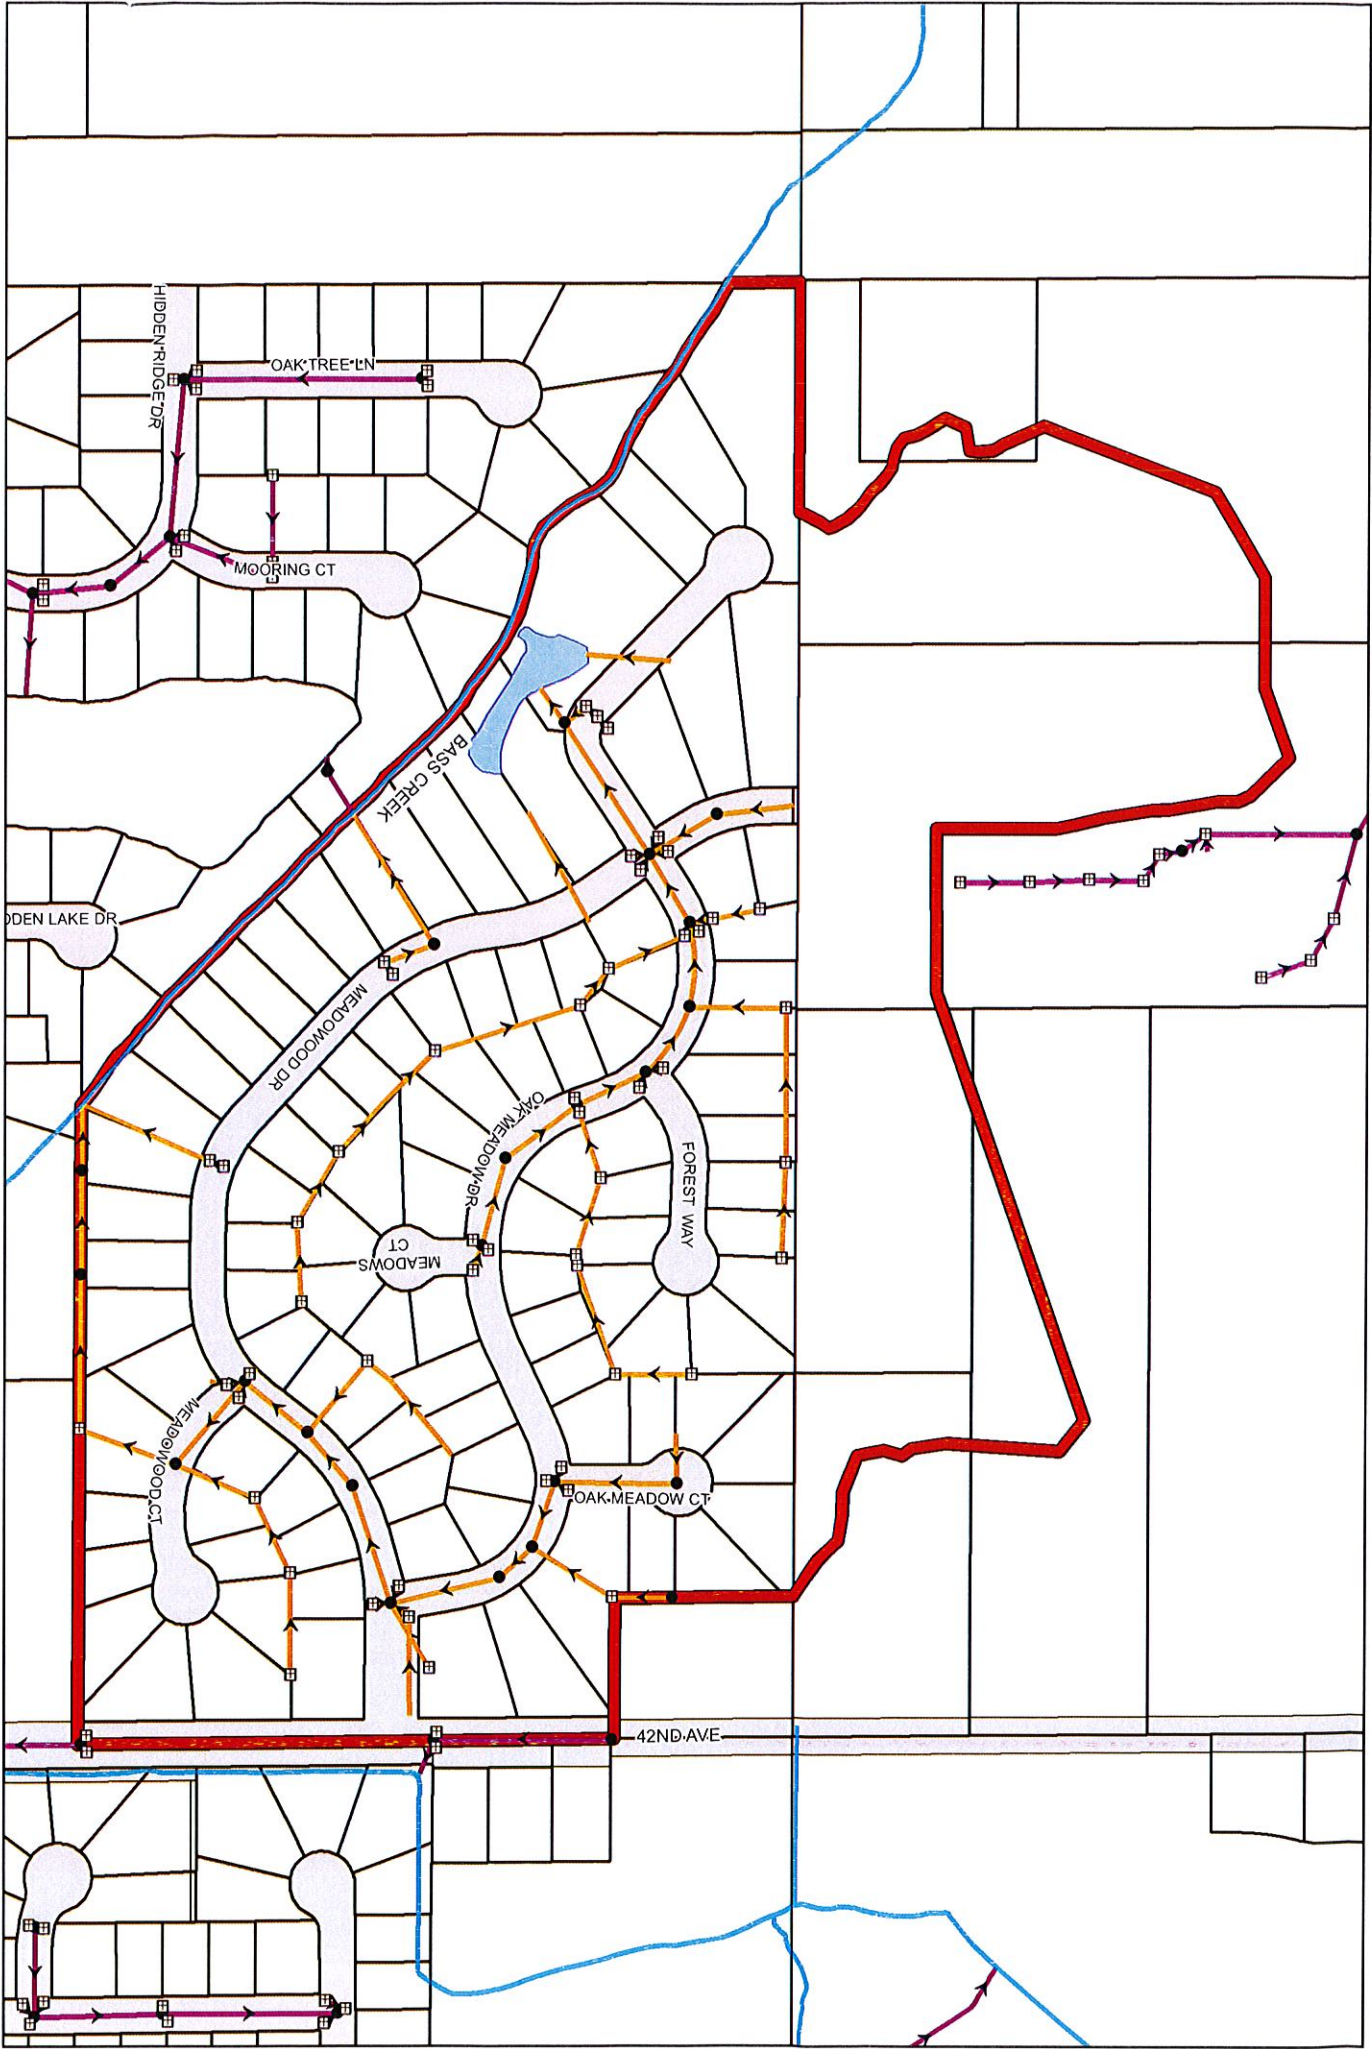 HIDDEN RIDGE DR
OAK TREE LN
MOORING CT
BASS CREEK
DDEN LAKE DR
MEADOWOOD DR
OAK MEADOW DR
FOREST WAY
MEADOWS
CT
MEADOWOOD CT
OAK MEADOW CT
42ND AVE